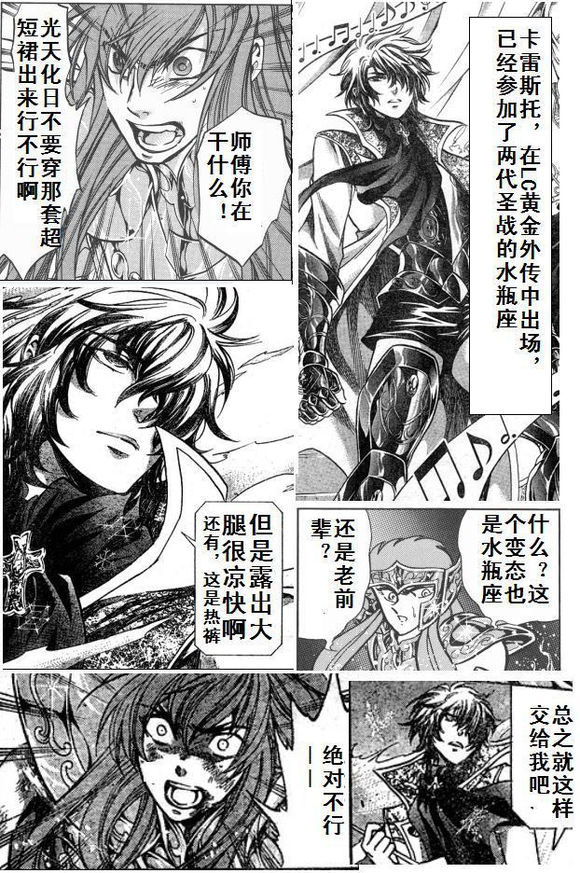 卡雷斯托，在LC黄金外传中出场，
已经参加了两代圣战的水瓶座
师傅你在
干什么！
光天化日不要穿那套超
短裙出来行不行啊
什么？这
个变态也
是水瓶座
还是老前
辈？
但是露出大
腿很凉快啊
还有，这是热裤
总之就这样
交给我吧
绝对不行
——